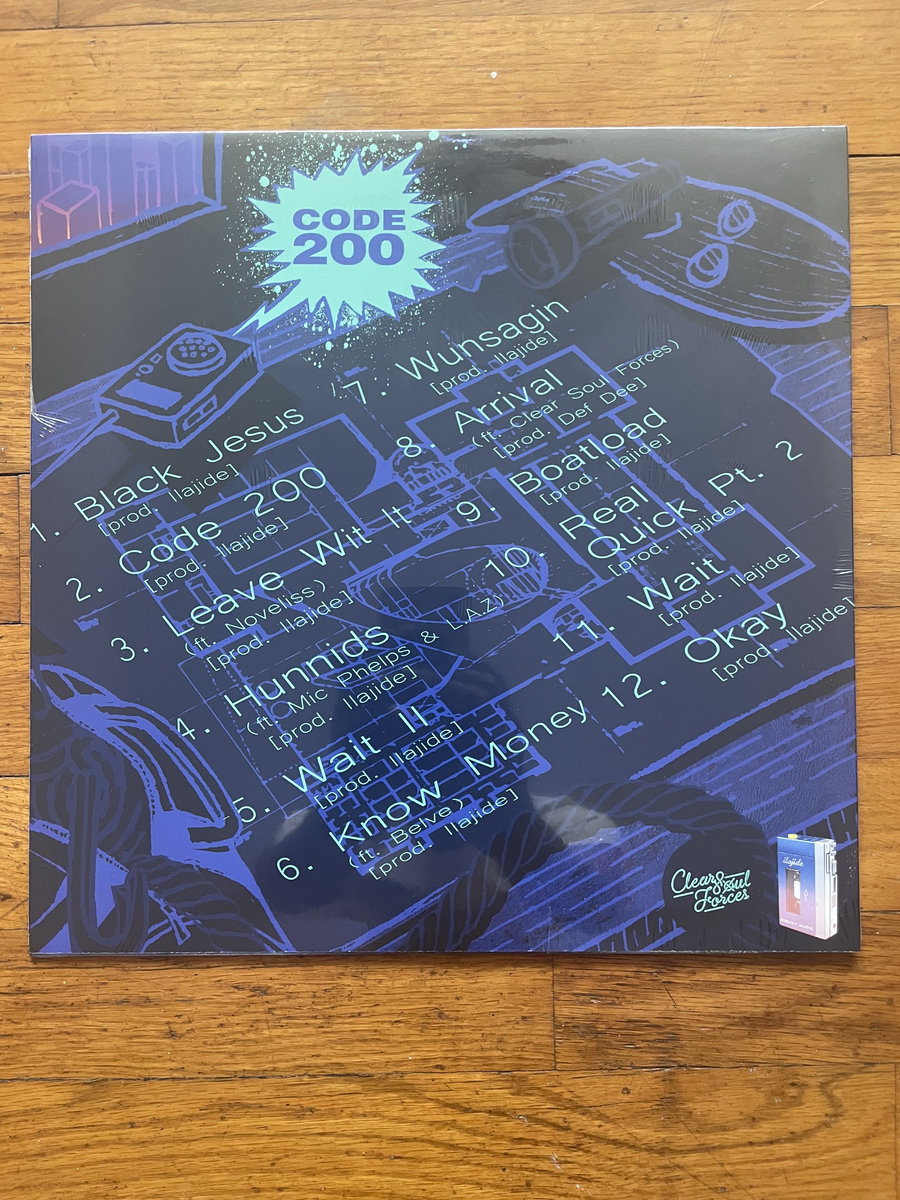 CODE
200
1. Black Jesus
[prod. Ilajide]
2. Code 200
[prod. Ilajide]
3. Leave Wit It
(ft. Noveliss)
[prod. Ilajide]
4. Hunnids
(ft. Mic Phelps & L.AZ)
[prod. Ilajide]
5. Wait II
[prod. Ilajide]
6. Know Money
(ft. Belve)
[prod. Ilajide]
7. Wunsagin
[prod. Ilajide]
8. Arrival
(ft. Clear Soul Forces)
[prod. Def Dee]
9. Boatload
[prod. Ilajide]
10. Real
Quick Pt. 2
[prod. Ilajide]
11. Wait
[prod. Ilajide]
12. Okay
[prod. Ilajide]
Clear Soul
Forces
ilajide